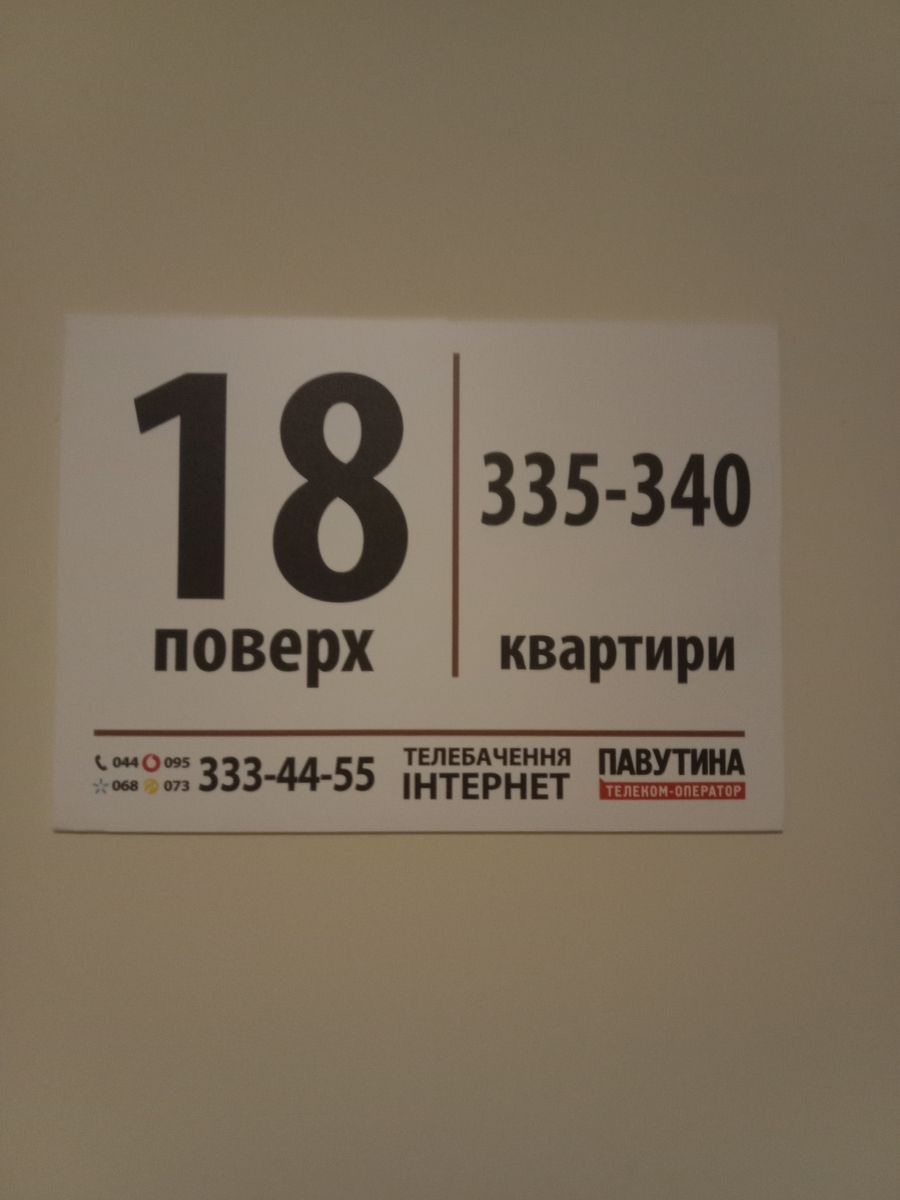 18
поверх
335-340
квартири
044 095
068 073
333-44-55
ТЕЛЕБАЧЕННЯ
ІНТЕРНЕТ
ПАВУТИНА
ТЕЛЕКОМ-ОПЕРАТОР